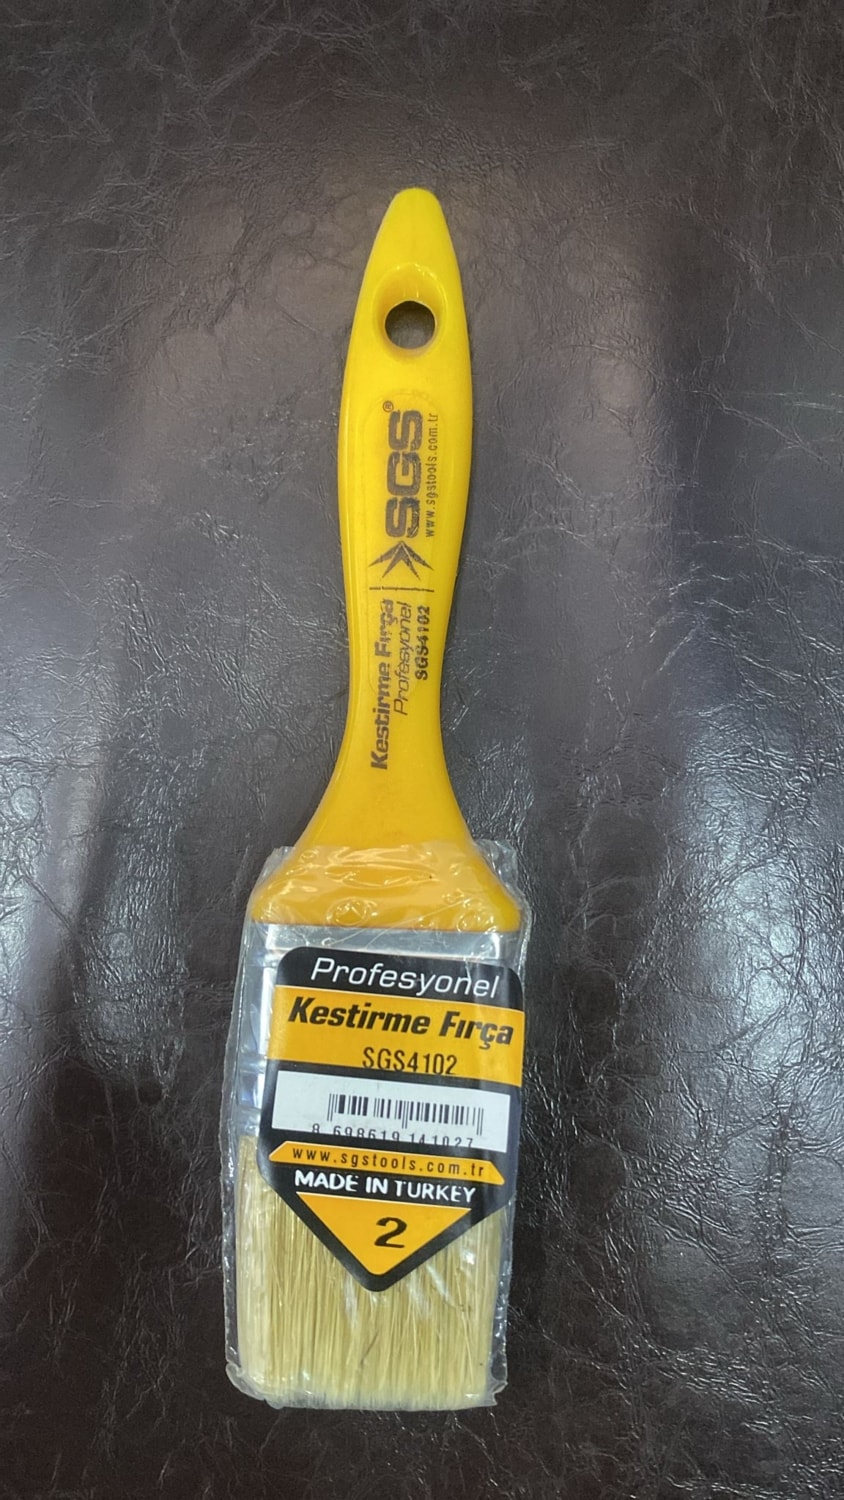 SGS®
www.sgstools.com.tr
Kestirme Fırça
Profesyonel
SGS4102
Profesyonel
Kestirme Fırça
SGS4102
8 698619 141027
www.sgstools.com.tr
MADE IN TURKEY
2